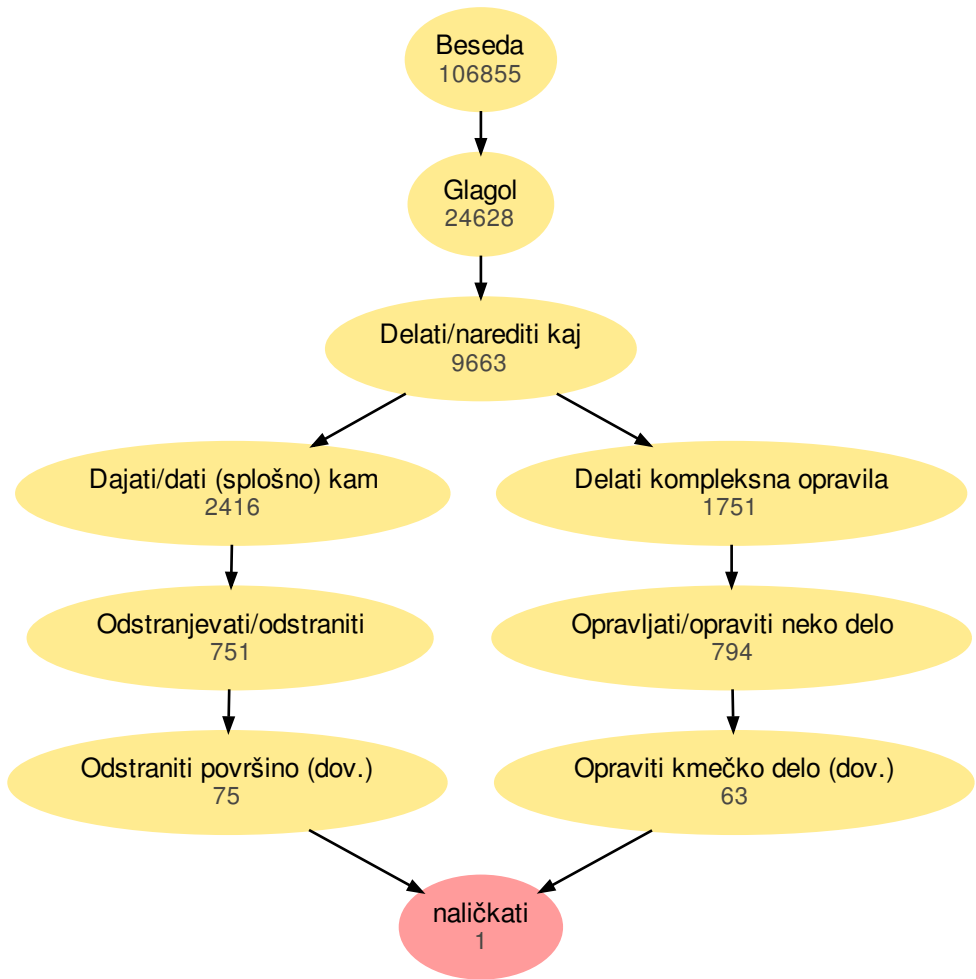 Beseda
106855
Glagol
24628
Delati/narediti kaj
9663
Dajati/dati (splošno) kam
2416
Delati kompleksna opravila
1751
Odstranjevati/odstraniti
751
Opravljati/opraviti neko delo
794
Odstraniti površino (dov.)
75
Opraviti kmečko delo (dov.)
63
naličkati
1